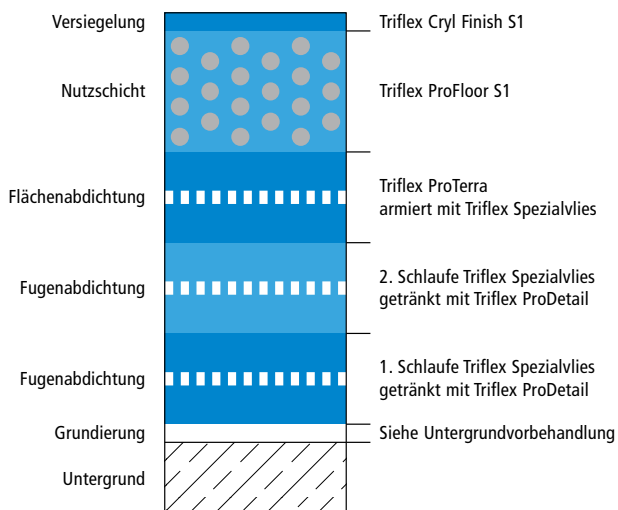 Versiegelung
Triflex Cryl Finish S1
Nutzschicht
Triflex ProFloor S1
Flächenabdichtung
Triflex ProTerra
armiert mit Triflex Spezialvlies
Fugenabdichtung
2. Schlaufe Triflex Spezialvlies
getränkt mit Triflex ProDetail
Fugenabdichtung
1. Schlaufe Triflex Spezialvlies
getränkt mit Triflex ProDetail
Grundierung
Siehe Untergrundvorbehandlung
Untergrund